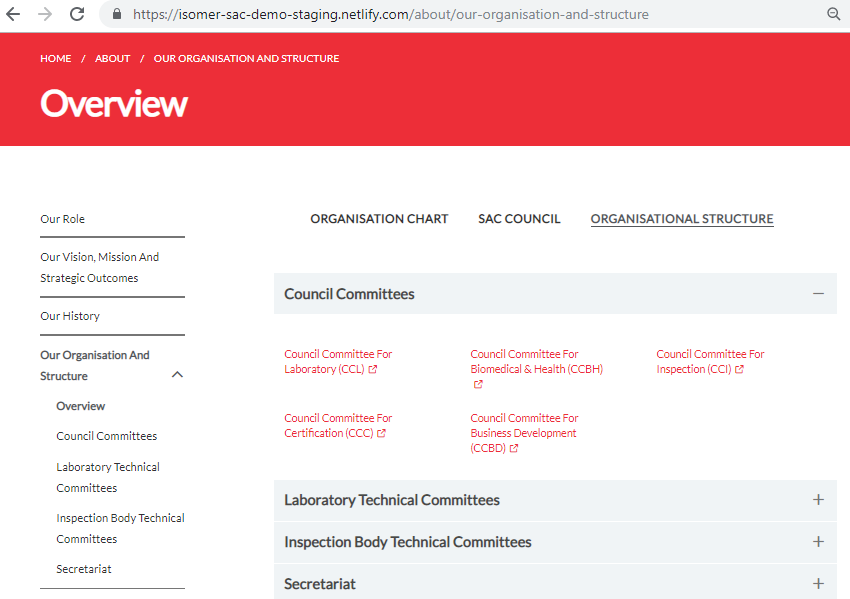 https://isomer-sac-demo-staging.netlify.com/about/our-organisation-and-structure
HOME / ABOUT / OUR ORGANISATION AND STRUCTURE
Overview
Our Role
Our Vision, Mission And
Strategic Outcomes
Our History
Our Organisation And
Structure
Overview
Council Committees
Laboratory Technical
Committees
Inspection Body Technical
Committees
Secretariat
ORGANISATION CHART
SAC COUNCIL
ORGANISATIONAL STRUCTURE
Council Committees
Council Committee For
Laboratory (CCL)
Council Committee For
Biomedical & Health (CCBH)
Council Committee For
Inspection (CCI)
Council Committee For
Certification (CCC)
Council Committee For
Business Development
(CCBD)
Laboratory Technical Committees
Inspection Body Technical Committees
Secretariat